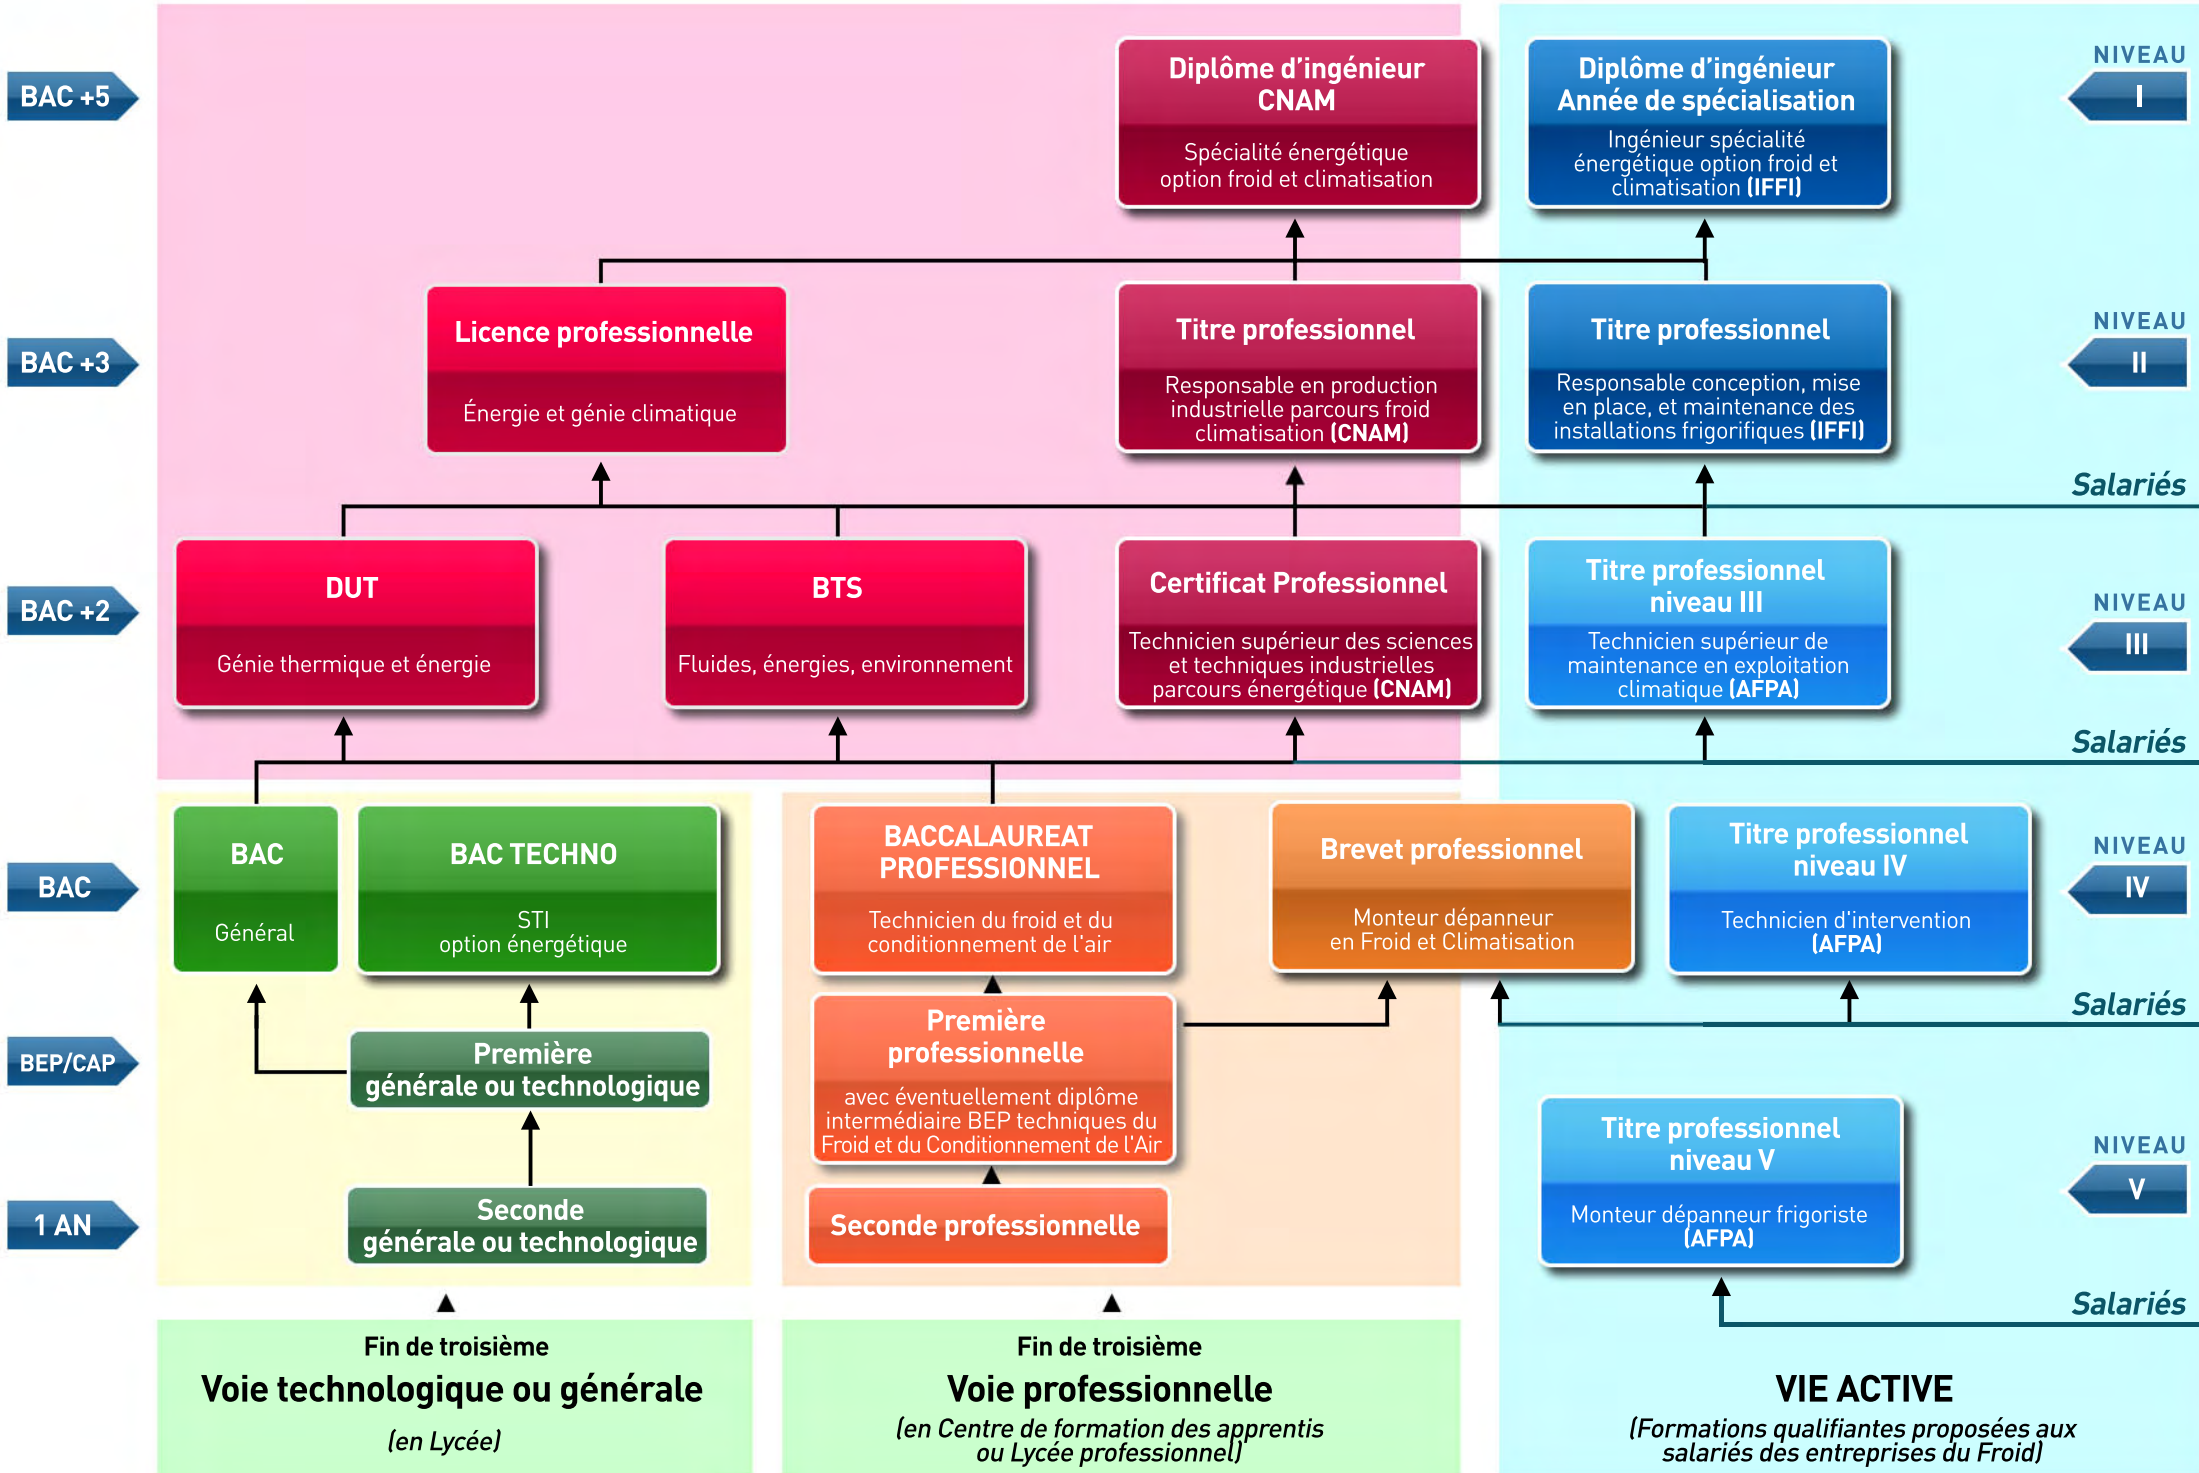 BAC +5
Diplôme d'ingénieur
CNAM
Spécialité énergétique
option froid et climatisation
Diplôme d'ingénieur
Année de spécialisation
Ingénieur spécialité
énergétique option froid et
climatisation (IFFI)
NIVEAU
I
BAC +3
Licence professionnelle
Énergie et génie climatique
Titre professionnel
Responsable en production
industrielle parcours froid
climatisation (CNAM)
Titre professionnel
Responsable conception, mise
en place, et maintenance des
installations frigorifiques (IFFI)
NIVEAU
II
Salariés
BAC +2
DUT
Génie thermique et énergie
BTS
Fluides, énergies, environnement
Certificat Professionnel
Technicien supérieur des sciences
et techniques industrielles
parcours énergétique (CNAM)
Titre professionnel
niveau III
Technicien supérieur de
maintenance en exploitation
climatique (AFPA)
NIVEAU
III
Salariés
BAC
BAC
Général
BAC TECHNO
STI
option énergétique
BACCALAUREAT
PROFESSIONNEL
Technicien du froid et du
conditionnement de l'air
Brevet professionnel
Monteur dépanneur
en Froid et Climatisation
Titre professionnel
niveau IV
Technicien d'intervention
(AFPA)
NIVEAU
IV
Salariés
BEP/CAP
Première
générale ou technologique
Première
professionnelle
avec éventuellement diplôme
intermédiaire BEP techniques du
Froid et du Conditionnement de l'Air
1 AN
Seconde
générale ou technologique
Seconde professionnelle
Titre professionnel
niveau V
Monteur dépanneur frigoriste
(AFPA)
NIVEAU
V
Salariés
Fin de troisième
Voie technologique ou générale
(en Lycée)
Fin de troisième
Voie professionnelle
(en Centre de formation des apprentis
ou Lycée professionnel)
VIE ACTIVE
(Formations qualifiantes proposées aux
salariés des entreprises du Froid)